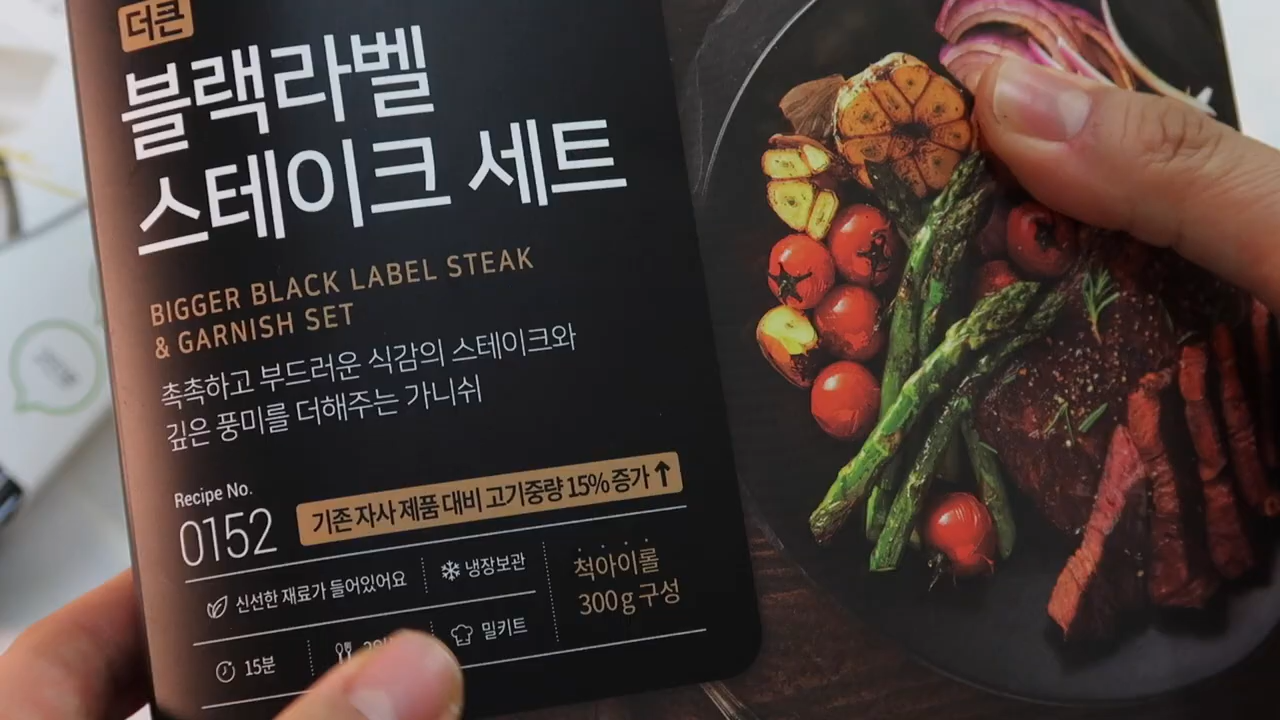 더큰
블랙라벨
스테이크 세트
BIGGER BLACK LABEL STEAK
& GARNISH SET
촉촉하고 부드러운 식감의 스테이크와
깊은 풍미를 더해주는 가니쉬
Recipe No.
0152
기존 자사 제품 대비 고기중량 15% 증가 ↑
신선한 재료가 들어있어요
냉장보관
척아이롤
300g 구성
15분
밀키트